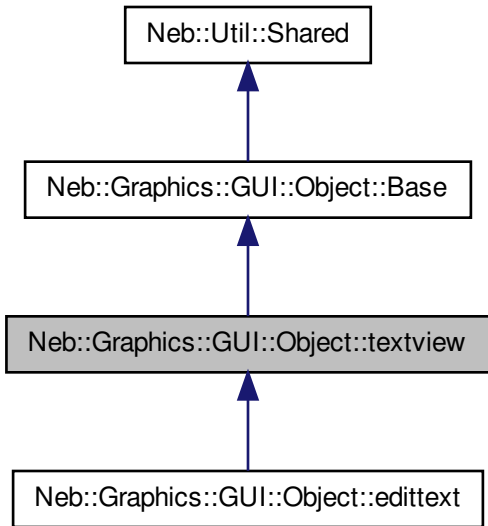 Neb::Util::Shared
Neb::Graphics::GUI::Object::Base
Neb::Graphics::GUI::Object::textview
Neb::Graphics::GUI::Object::edittext